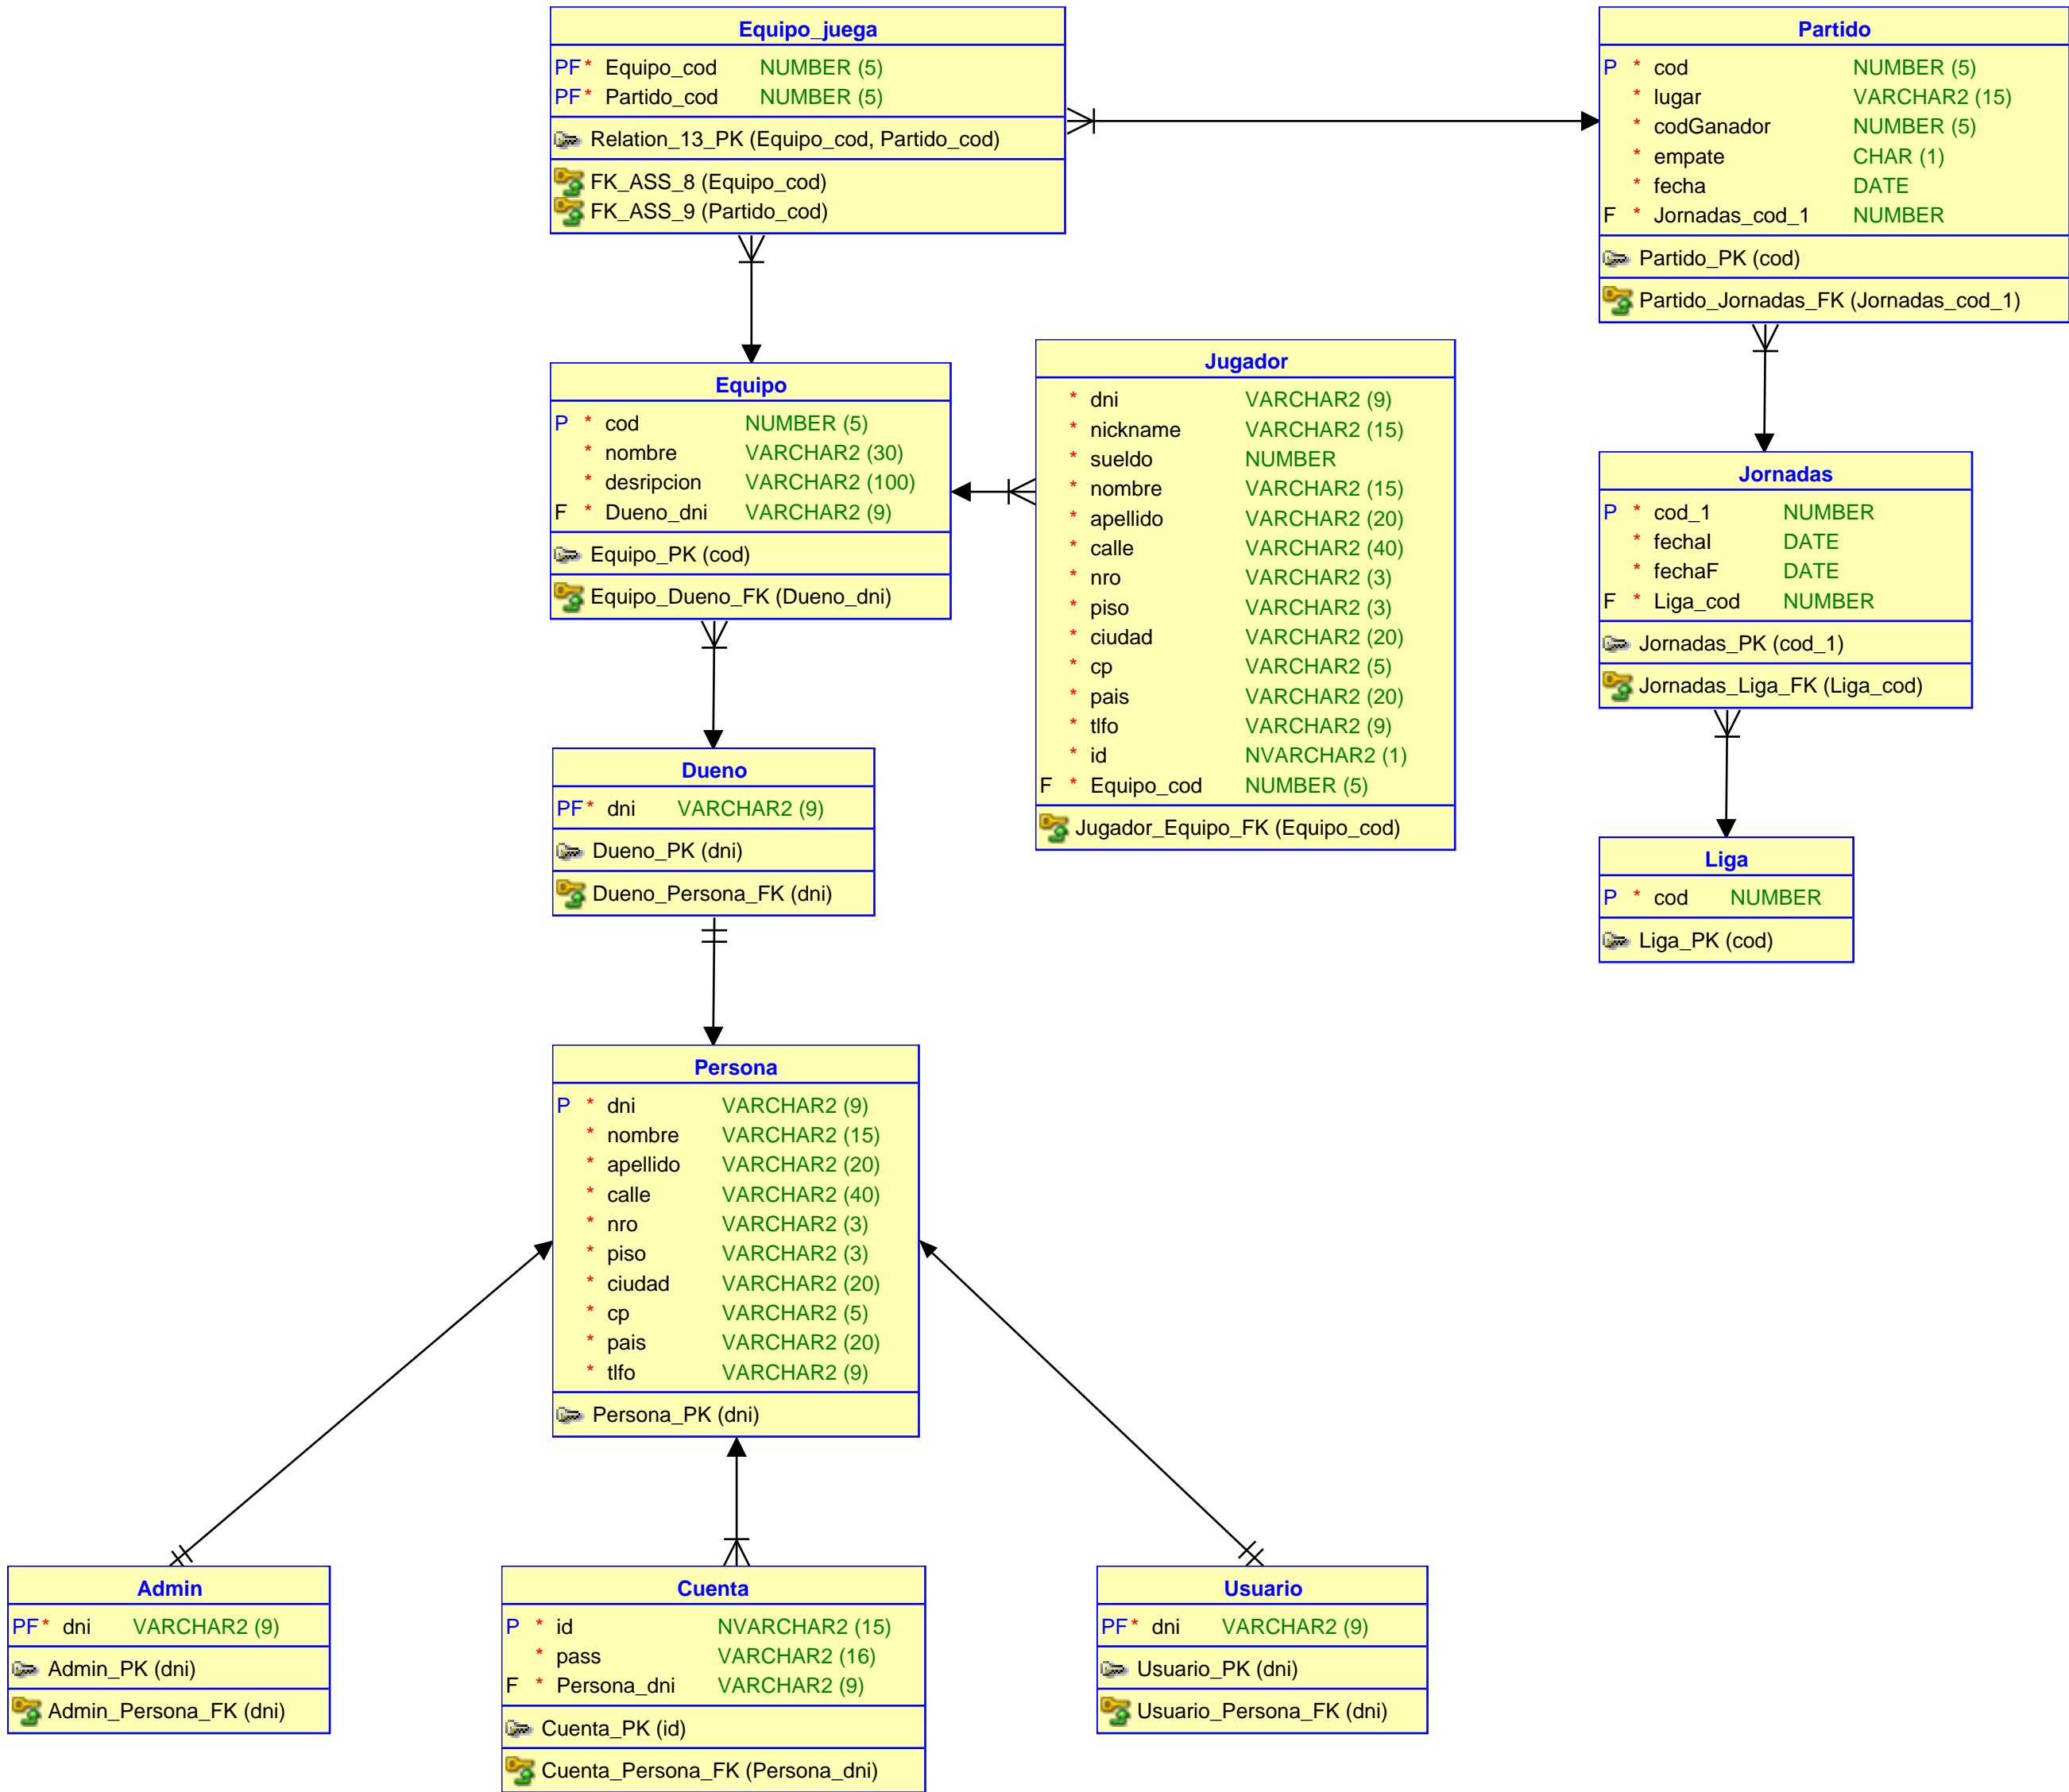 Equipo_juega
PF * Equipo_cod NUMBER (5)
PF * Partido_cod NUMBER (5)
Relation_13_PK (Equipo_cod, Partido_cod)
FK_ASS_8 (Equipo_cod)
FK_ASS_9 (Partido_cod)
Partido
P * cod NUMBER (5)
* lugar VARCHAR2 (15)
* codGanador NUMBER (5)
* empate CHAR (1)
* fecha DATE
F * Jornadas_cod_1 NUMBER
Partido_PK (cod)
Partido_Jornadas_FK (Jornadas_cod_1)
Equipo
P * cod NUMBER (5)
* nombre VARCHAR2 (30)
* desripcion VARCHAR2 (100)
F * Dueno_dni VARCHAR2 (9)
Equipo_PK (cod)
Equipo_Dueno_FK (Dueno_dni)
Jugador
* dni VARCHAR2 (9)
* nickname VARCHAR2 (15)
* sueldo NUMBER
* nombre VARCHAR2 (15)
* apellido VARCHAR2 (20)
* calle VARCHAR2 (40)
* nro VARCHAR2 (3)
* piso VARCHAR2 (3)
* ciudad VARCHAR2 (20)
* cp VARCHAR2 (5)
* pais VARCHAR2 (20)
* tlfo VARCHAR2 (9)
* id NVARCHAR2 (1)
F * Equipo_cod NUMBER (5)
Jugador_Equipo_FK (Equipo_cod)
Jornadas
P * cod_1 NUMBER
* fechaI DATE
* fechaF DATE
F * Liga_cod NUMBER
Jornadas_PK (cod_1)
Jornadas_Liga_FK (Liga_cod)
Dueno
PF * dni VARCHAR2 (9)
Dueno_PK (dni)
Dueno_Persona_FK (dni)
Liga
P * cod NUMBER
Liga_PK (cod)
Persona
P * dni VARCHAR2 (9)
* nombre VARCHAR2 (15)
* apellido VARCHAR2 (20)
* calle VARCHAR2 (40)
* nro VARCHAR2 (3)
* piso VARCHAR2 (3)
* ciudad VARCHAR2 (20)
* cp VARCHAR2 (5)
* pais VARCHAR2 (20)
* tlfo VARCHAR2 (9)
Persona_PK (dni)
Admin
PF * dni VARCHAR2 (9)
Admin_PK (dni)
Admin_Persona_FK (dni)
Cuenta
P * id NVARCHAR2 (15)
* pass VARCHAR2 (16)
F * Persona_dni VARCHAR2 (9)
Cuenta_PK (id)
Cuenta_Persona_FK (Persona_dni)
Usuario
PF * dni VARCHAR2 (9)
Usuario_PK (dni)
Usuario_Persona_FK (dni)